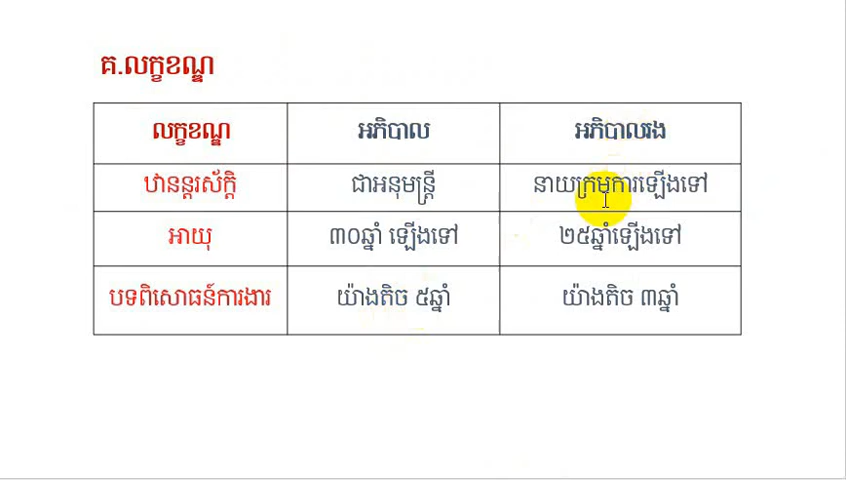 គ.លក្ខខណ្ឌ
លក្ខខណ្ឌ អភិបាល អភិបាលរង
ឋានន្តរស័ក្តិ ជាអនុមន្ត្រី នាយក្រមការឡើងទៅ
អាយុ ៣០ឆ្នាំ ឡើងទៅ ២៥ឆ្នាំឡើងទៅ
បទពិសោធន៍ការងារ យ៉ាងតិច ៥ឆ្នាំ យ៉ាងតិច ៣ឆ្នាំ